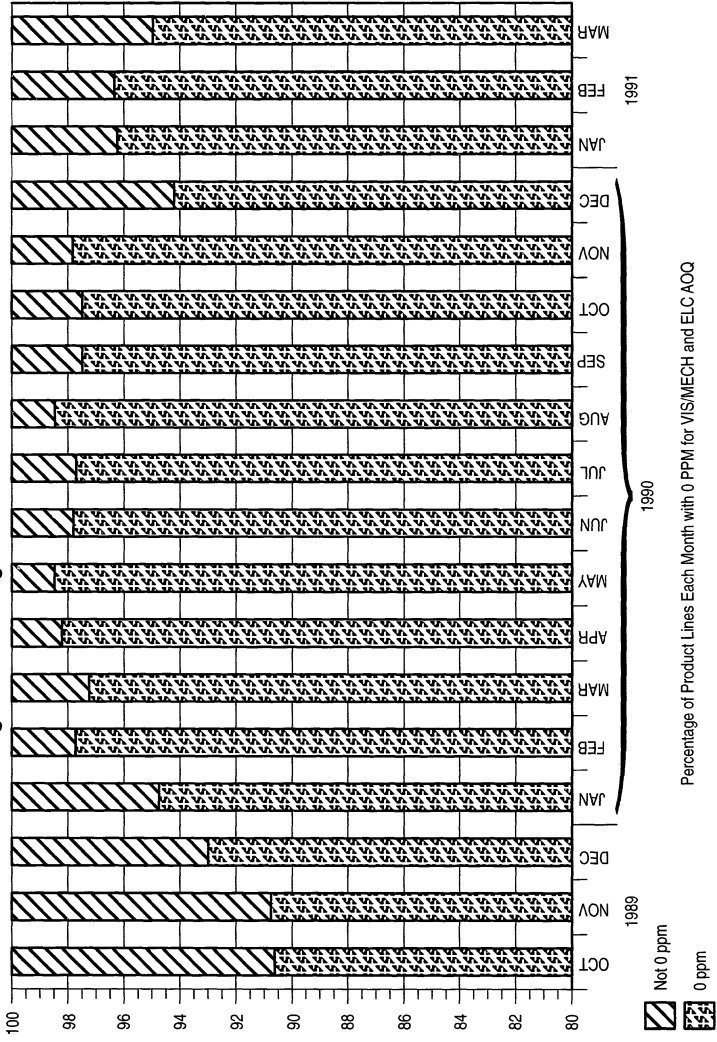 100
98
96
94
92
90
88
86
84
82
80
OCT
NOV
DEC
JAN
FEB
MAR
APR
MAY
JUN
JUL
AUG
SEP
OCT
NOV
DEC
JAN
FEB
MAR
1989
1990
1991
Not 0 ppm
0 ppm
Percentage of Product Lines Each Month with 0 PPM for VIS/MECH and ELC AOQ